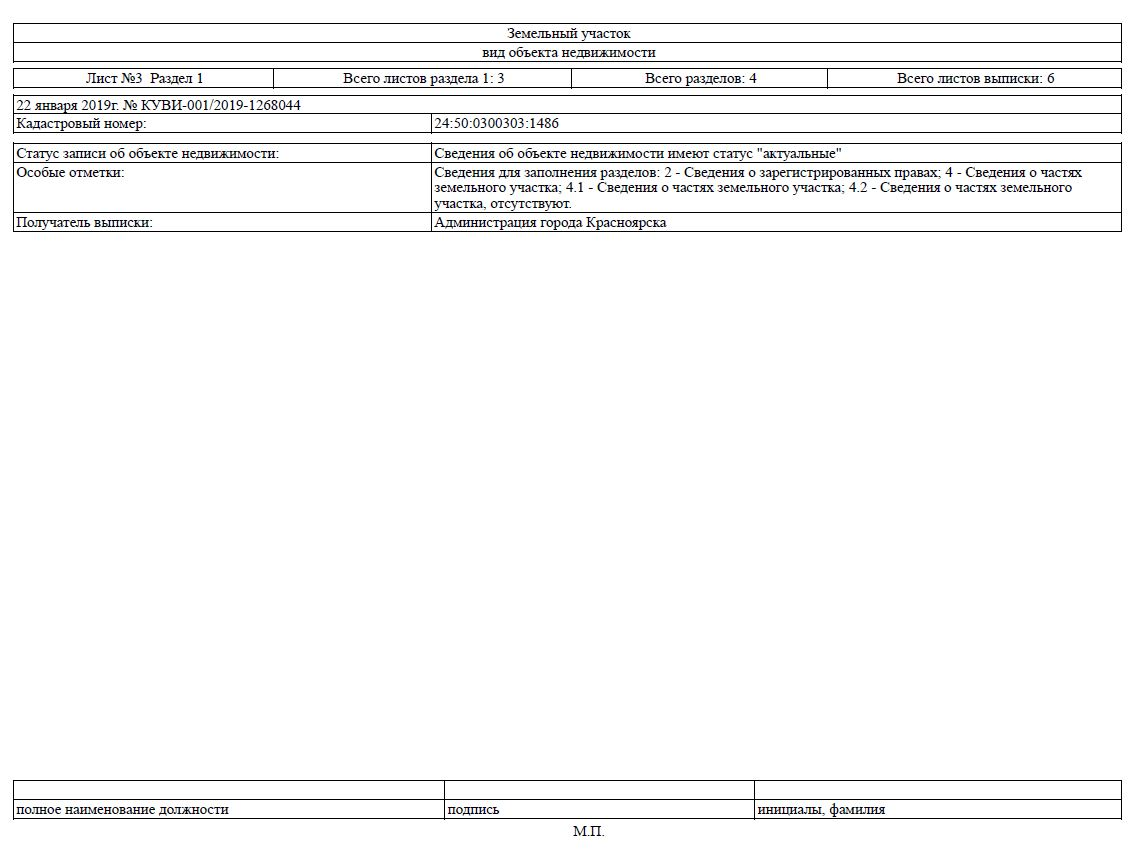 Земельный участок
вид объекта недвижимости
Лист №3 Раздел 1 Всего листов раздела 1: 3 Всего разделов: 4 Всего листов выписки: 6
22 января 2019г. № КУВИ-001/2019-1268044
Кадастровый номер: 24:50:0300303:1486
Статус записи об объекте недвижимости: Сведения об объекте недвижимости имеют статус "актуальные"
Особые отметки: Сведения для заполнения разделов: 2 - Сведения о зарегистрированных правах; 4 - Сведения о частях
земельного участка; 4.1 - Сведения о частях земельного участка; 4.2 - Сведения о частях земельного
участка, отсутствуют.
Получатель выписки: Администрация города Красноярска
полное наименование должности подпись инициалы, фамилия
М.П.